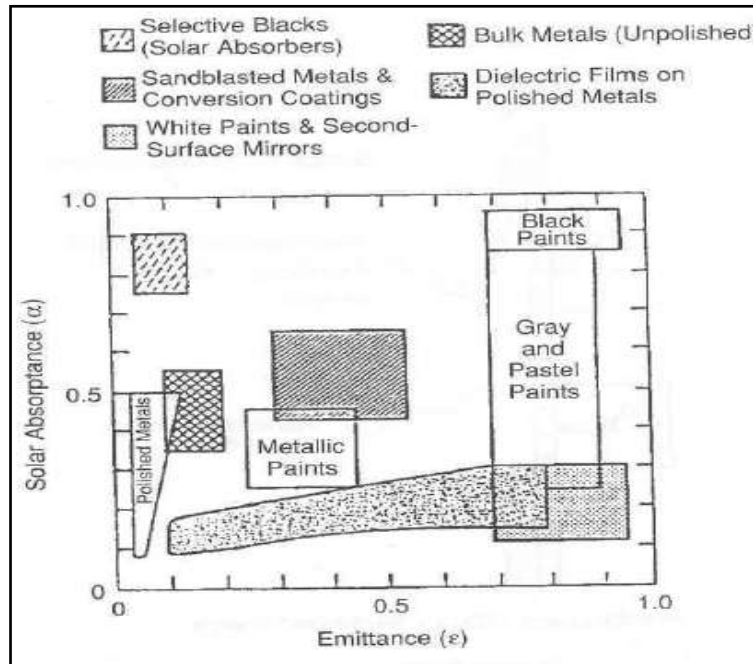 Selective Blacks
(Solar Absorbers)
Bulk Metals (Unpolished)
Sandblasted Metals &
Conversion Coatings
Dielectric Films on
Polished Metals
White Paints & Second-
Surface Mirrors
1.0
0.5
0
Solar Absorptance (α)
Black
Paints
Gray
and
Pastel
Paints
Polished Metals
Metallic
Paints
0
0.5
1.0
Emittance (ε)